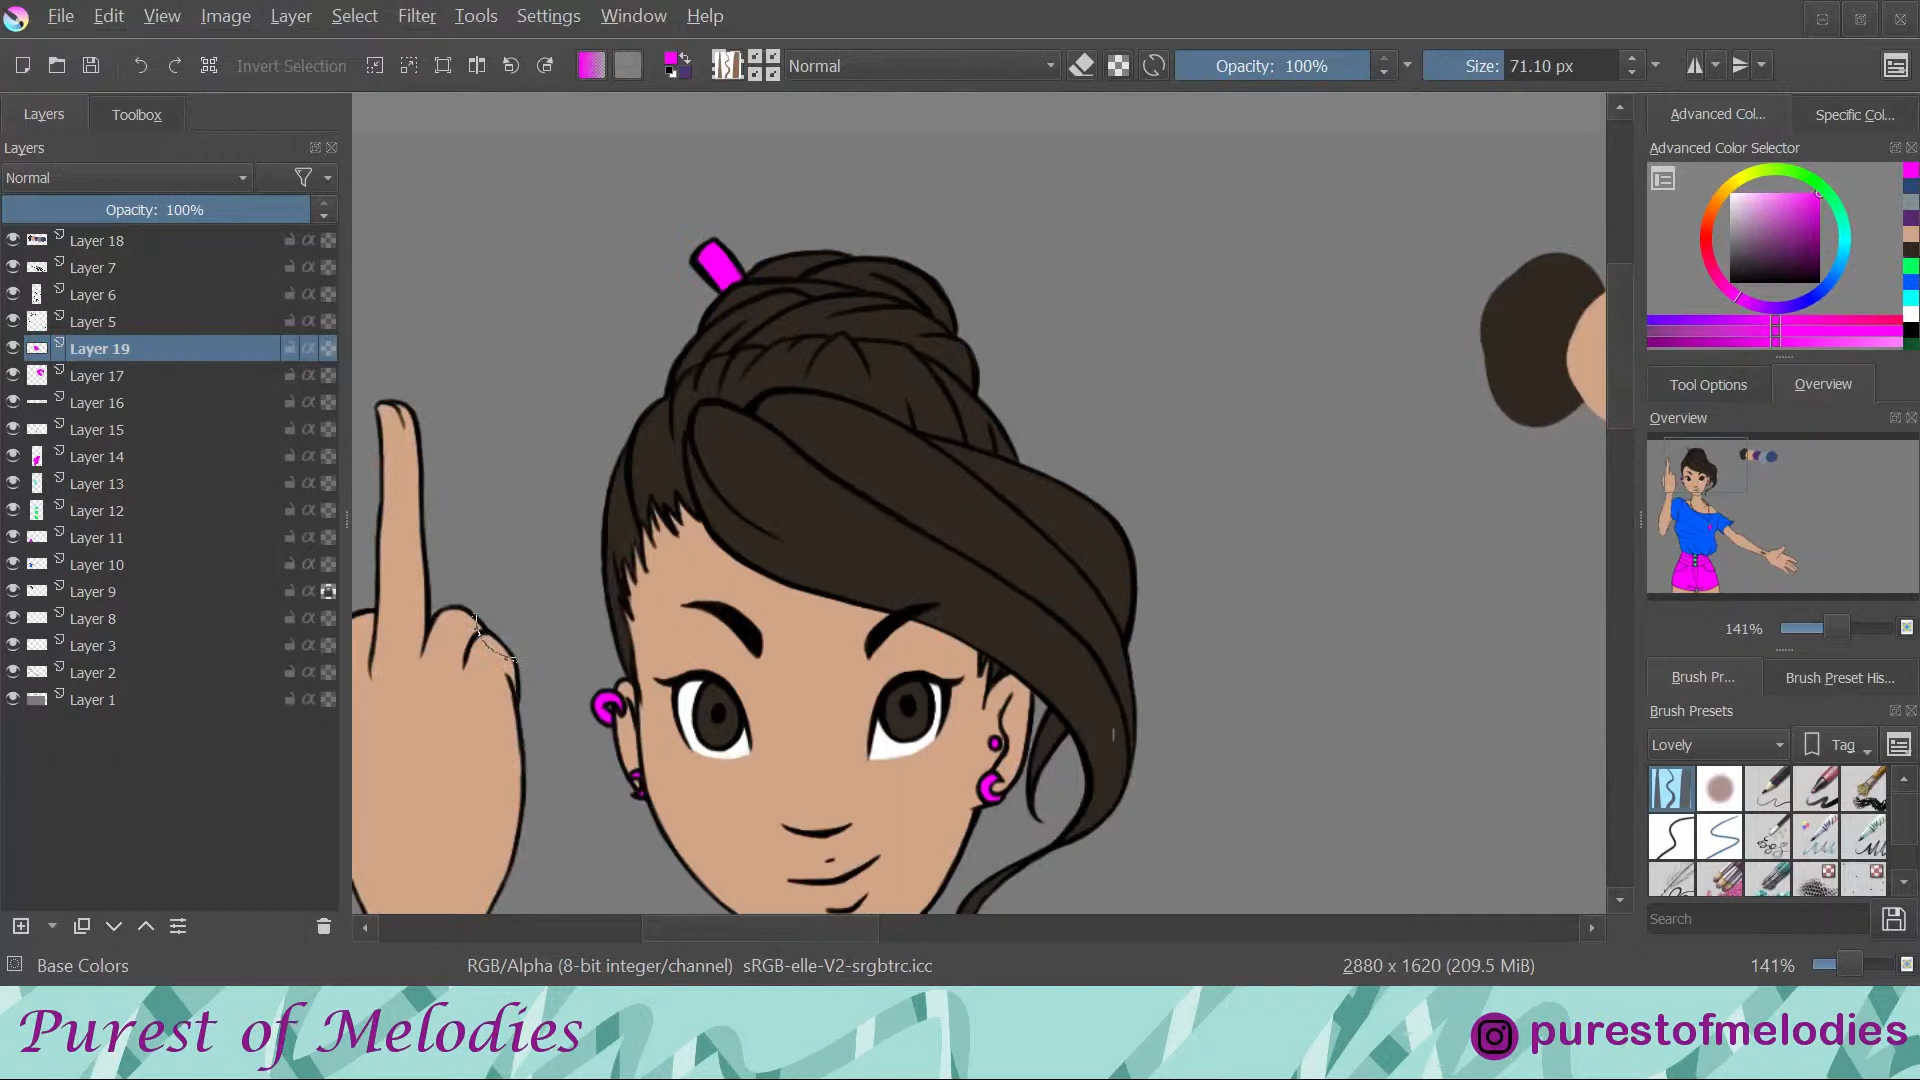 File Edit View Image Layer Select Filter Tools Settings Window Help
Invert Selection Normal Opacity: 100% Size: 71.10 px
Layers Toolbox Advanced Col... Specific Col...
Layers Advanced Color Selector
Normal
Opacity: 100%
Layer 18
Layer 7
Layer 6
Layer 5
Layer 19
Layer 17
Layer 16
Layer 15
Layer 14
Layer 13
Layer 12
Layer 11
Layer 10
Layer 9
Layer 8
Layer 3
Layer 2
Layer 1
Tool Options Overview
Overview
141%
Brush Pr... Brush Preset His...
Brush Presets
Lovely Tag
Search
Base Colors RGB/Alpha (8-bit integer/channel) sRGB-elle-V2-srgbtrc.icc 2880 x 1620 (209.5 MiB) 141%
Purest of Melodies purestofmelodies